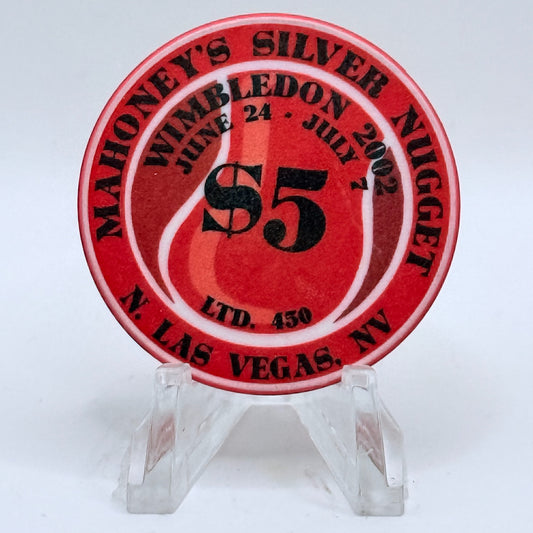 MAHONEY'S SILVER NUGGET
WIMBLEDON 2002
JUNE 24 - JULY 7
$5
LTD. 450
N. LAS VEGAS, NV